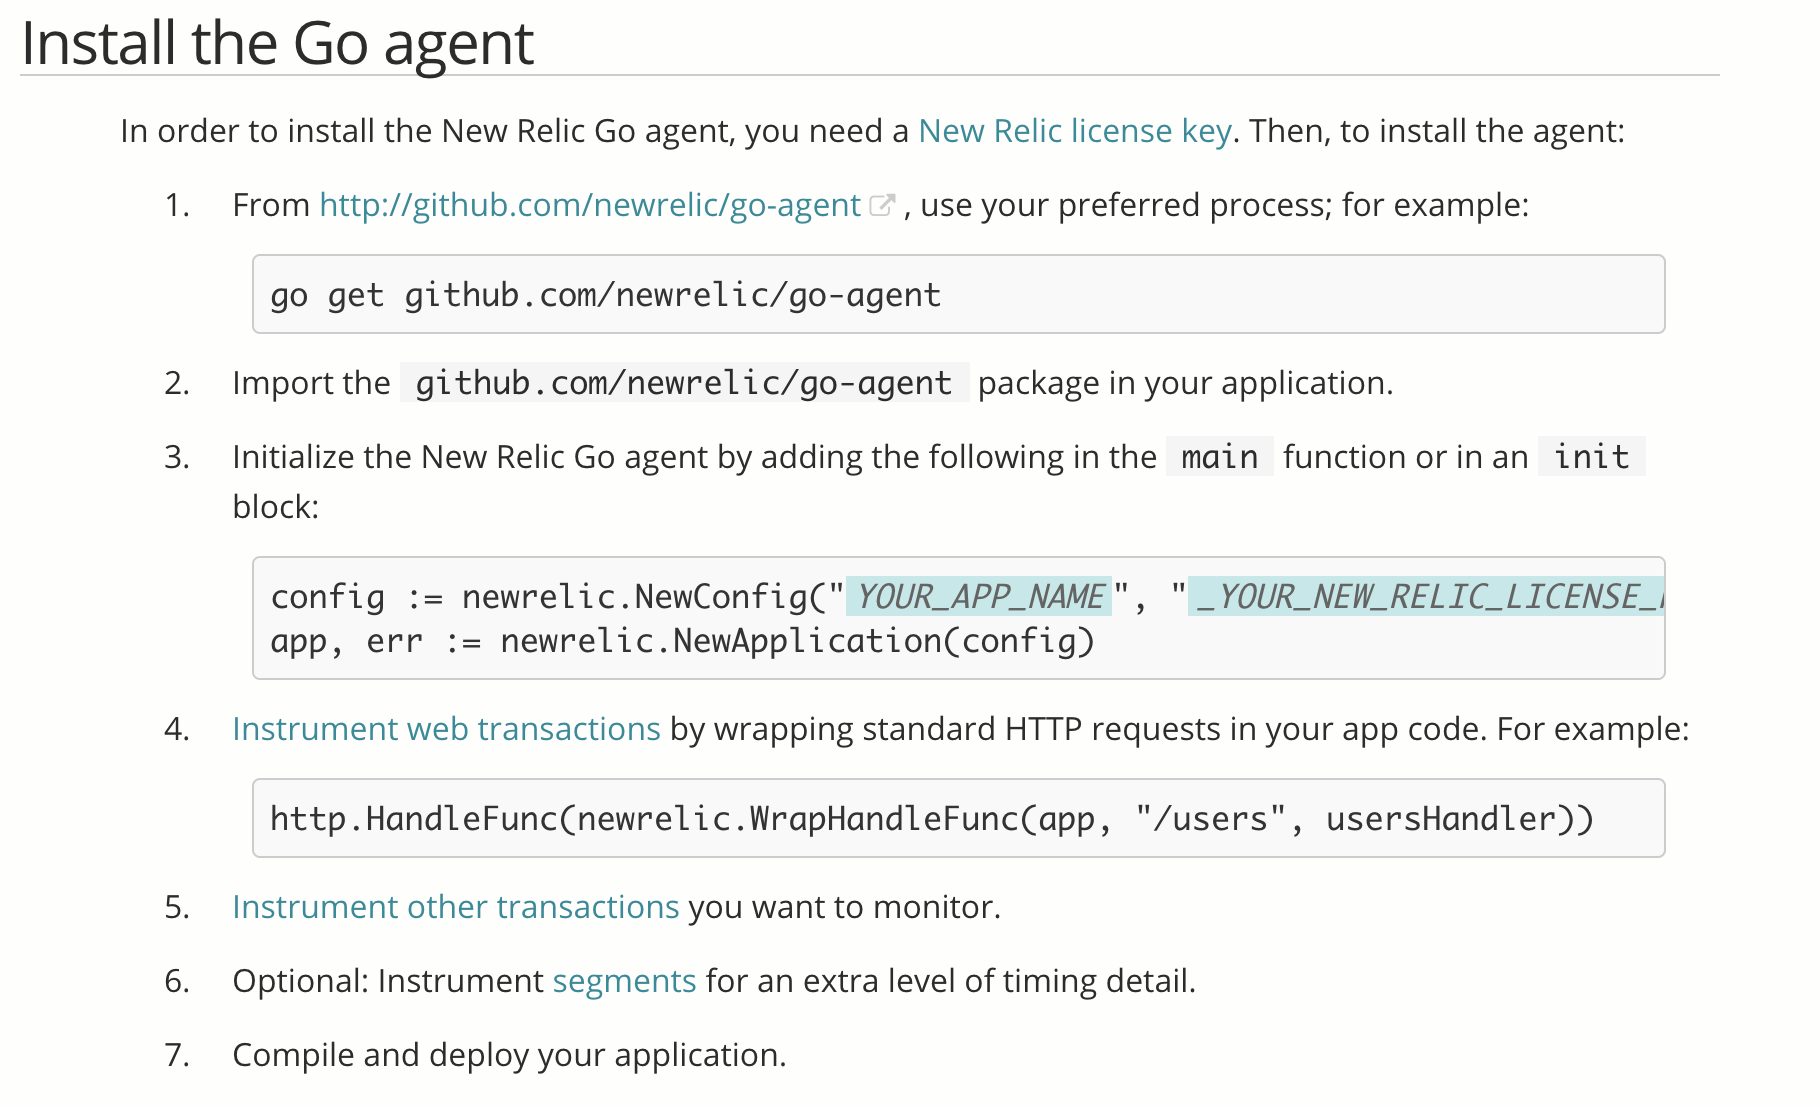 Install the Go agent
In order to install the New Relic Go agent, you need a New Relic license key. Then, to install the agent:
1. From http://github.com/newrelic/go-agent , use your preferred process; for example:
go get github.com/newrelic/go-agent
2. Import the github.com/newrelic/go-agent package in your application.
3. Initialize the New Relic Go agent by adding the following in the main function or in an init
block:
config := newrelic.NewConfig("YOUR_APP_NAME", "_YOUR_NEW_RELIC_LICENSE_
app, err := newrelic.NewApplication(config)
4. Instrument web transactions by wrapping standard HTTP requests in your app code. For example:
http.HandleFunc(newrelic.WrapHandleFunc(app, "/users", usersHandler))
5. Instrument other transactions you want to monitor.
6. Optional: Instrument segments for an extra level of timing detail.
7. Compile and deploy your application.